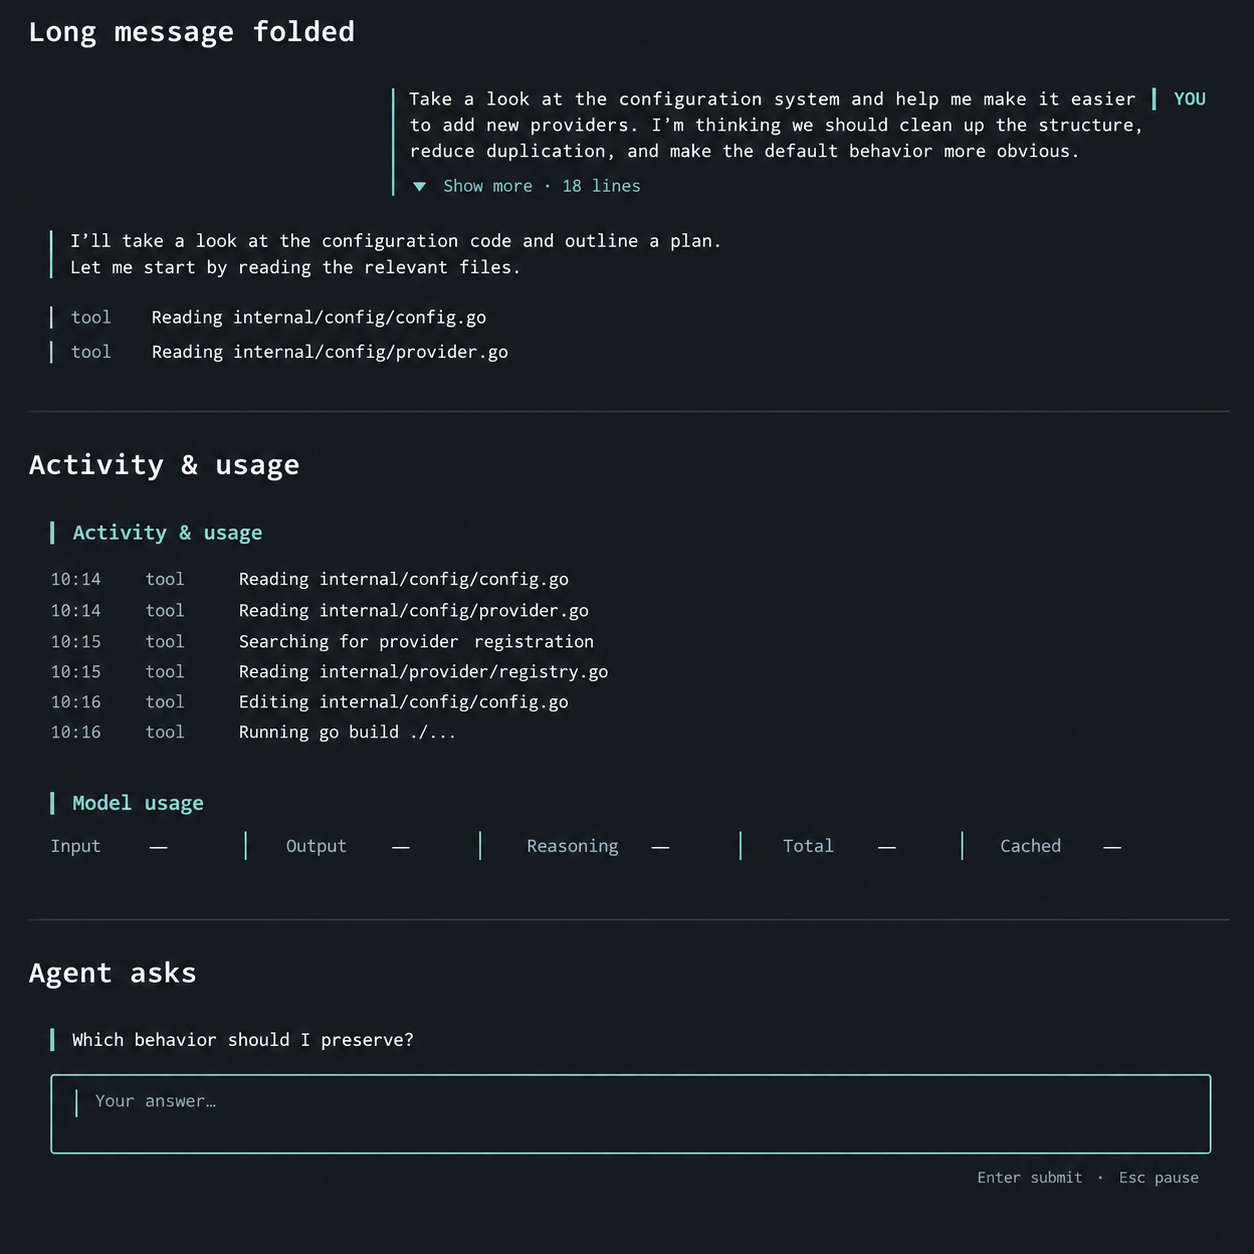 Long message folded
Take a look at the configuration system and help me make it easier YOU
to add new providers. I’m thinking we should clean up the structure,
reduce duplication, and make the default behavior more obvious.
▼ Show more · 18 lines
I’ll take a look at the configuration code and outline a plan.
Let me start by reading the relevant files.
tool Reading internal/config/config.go
tool Reading internal/config/provider.go
Activity & usage
Activity & usage
10:14 tool Reading internal/config/config.go
10:14 tool Reading internal/config/provider.go
10:15 tool Searching for provider registration
10:15 tool Reading internal/provider/registry.go
10:16 tool Editing internal/config/config.go
10:16 tool Running go build ./...
Model usage
Input — Output — Reasoning — Total — Cached —
Agent asks
Which behavior should I preserve?
Your answer…
Enter submit · Esc pause